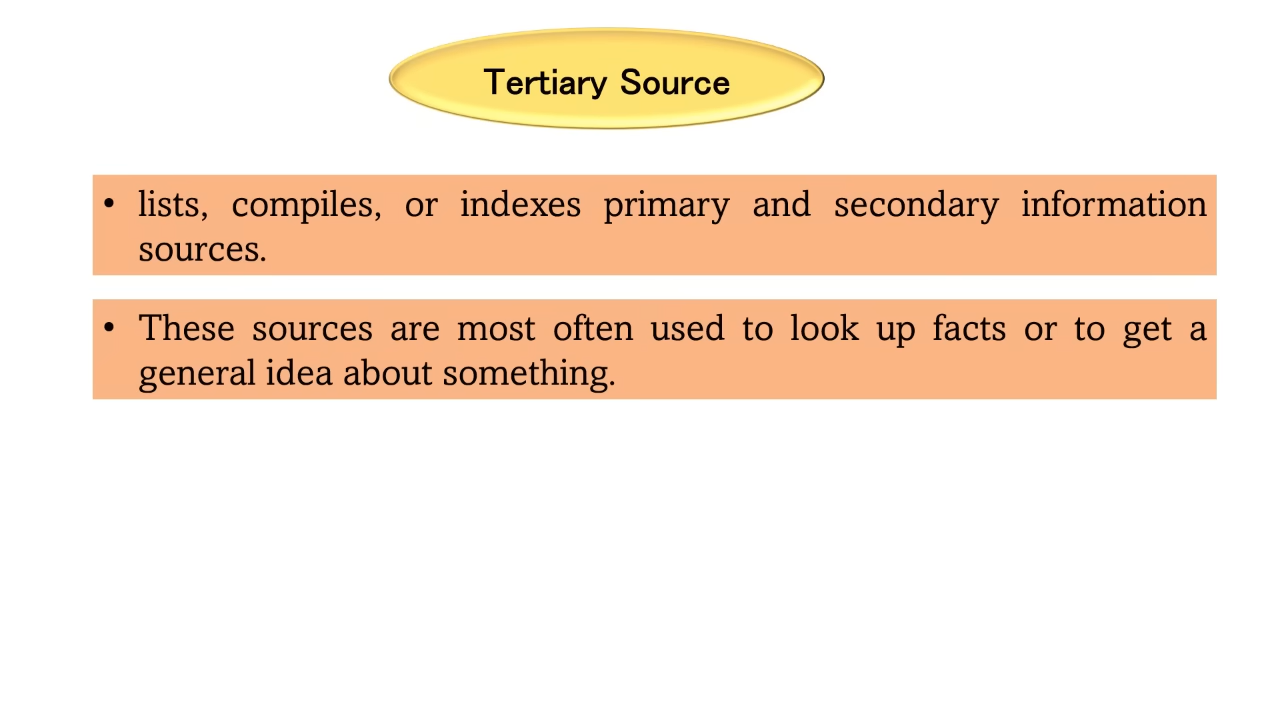 Tertiary Source
• lists, compiles, or indexes primary and secondary information
sources.
• These sources are most often used to look up facts or to get a
general idea about something.